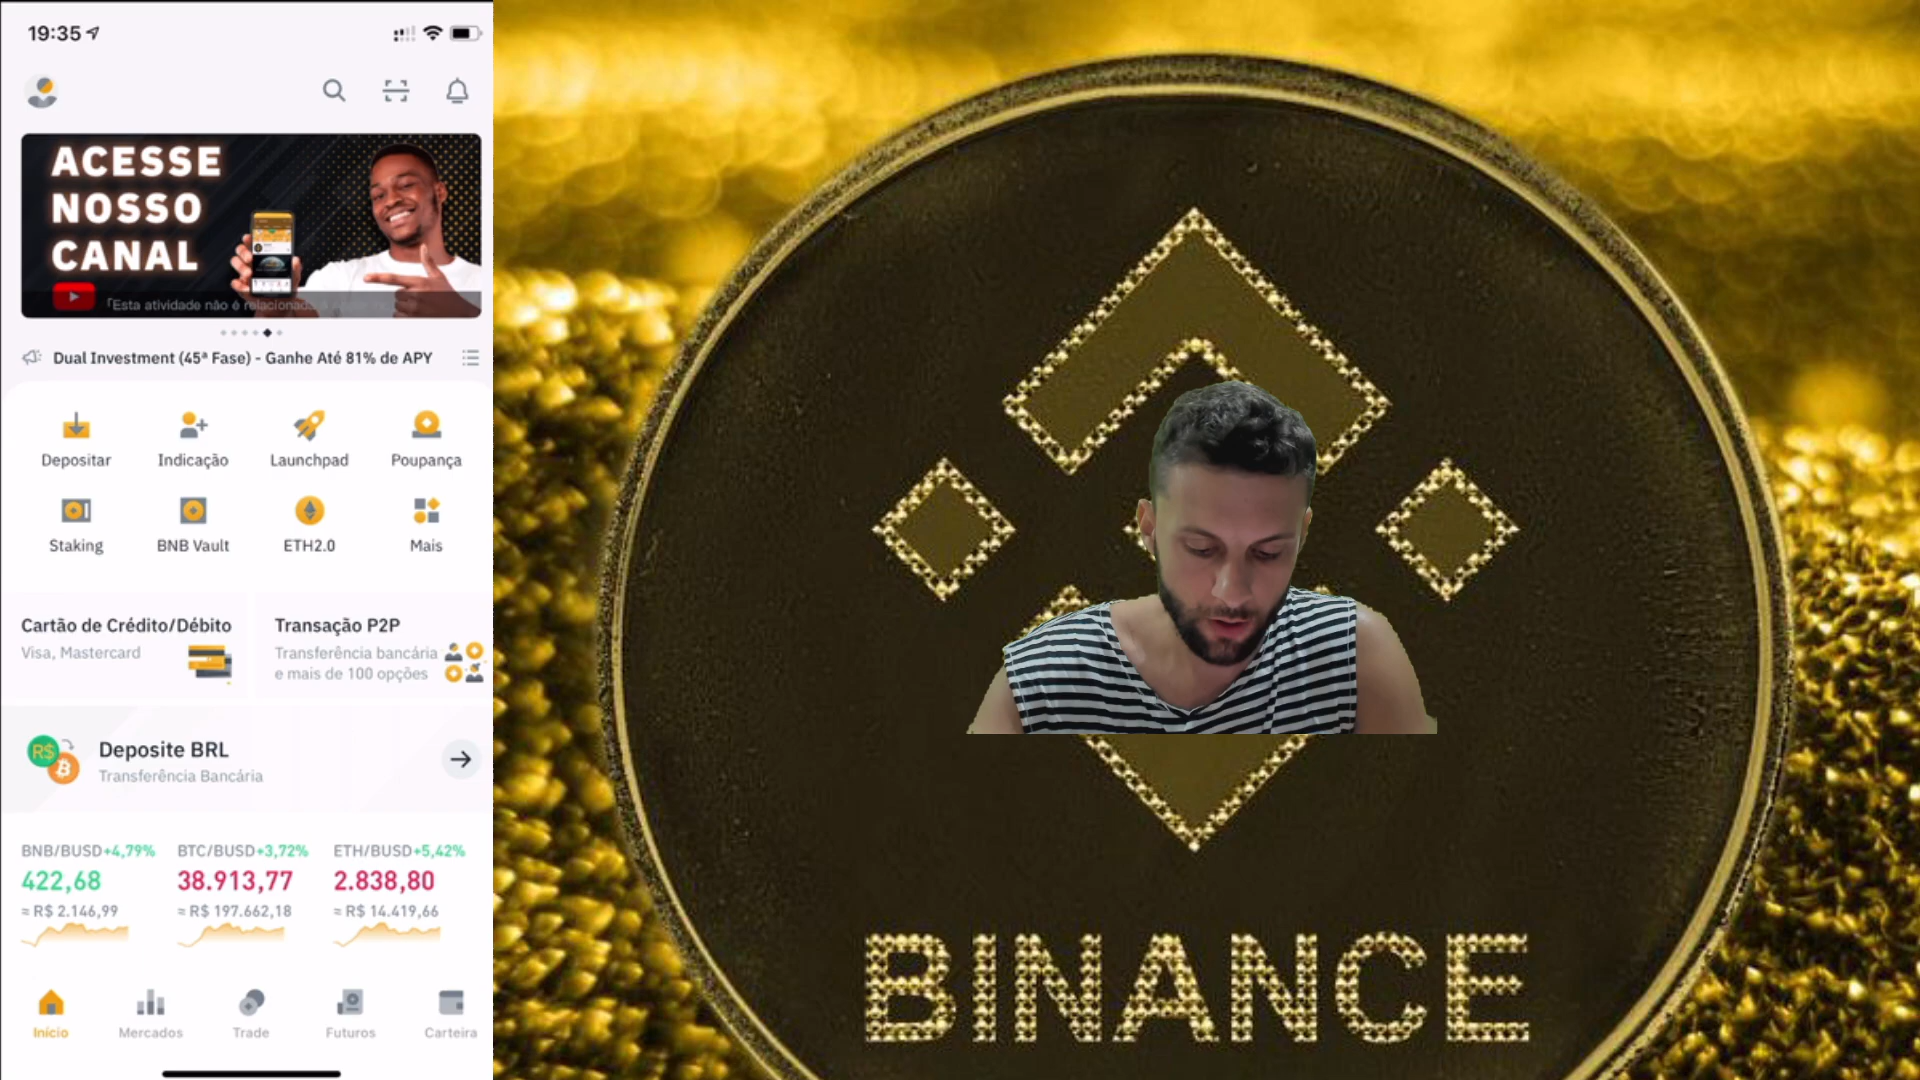 19:35
ACESSE
NOSSO
CANAL
「Esta atividade não é relacionada
Dual Investment (45ª Fase) - Ganhe Até 81% de APY
Depositar Indicação Launchpad Poupança
Staking BNB Vault ETH2.0 Mais
Cartão de Crédito/Débito
Visa, Mastercard
Transação P2P
Transferência bancária
e mais de 100 opções
R$
Deposite BRL
Transferência Bancária
BNB/BUSD+4,79% BTC/BUSD+3,72% ETH/BUSD+5,42%
422,68 38.913,77 2.838,80
≈ R$ 2.146,99 ≈ R$ 197.662,18 ≈ R$ 14.419,66
Início Mercados Trade Futuros Carteira
BINANCE